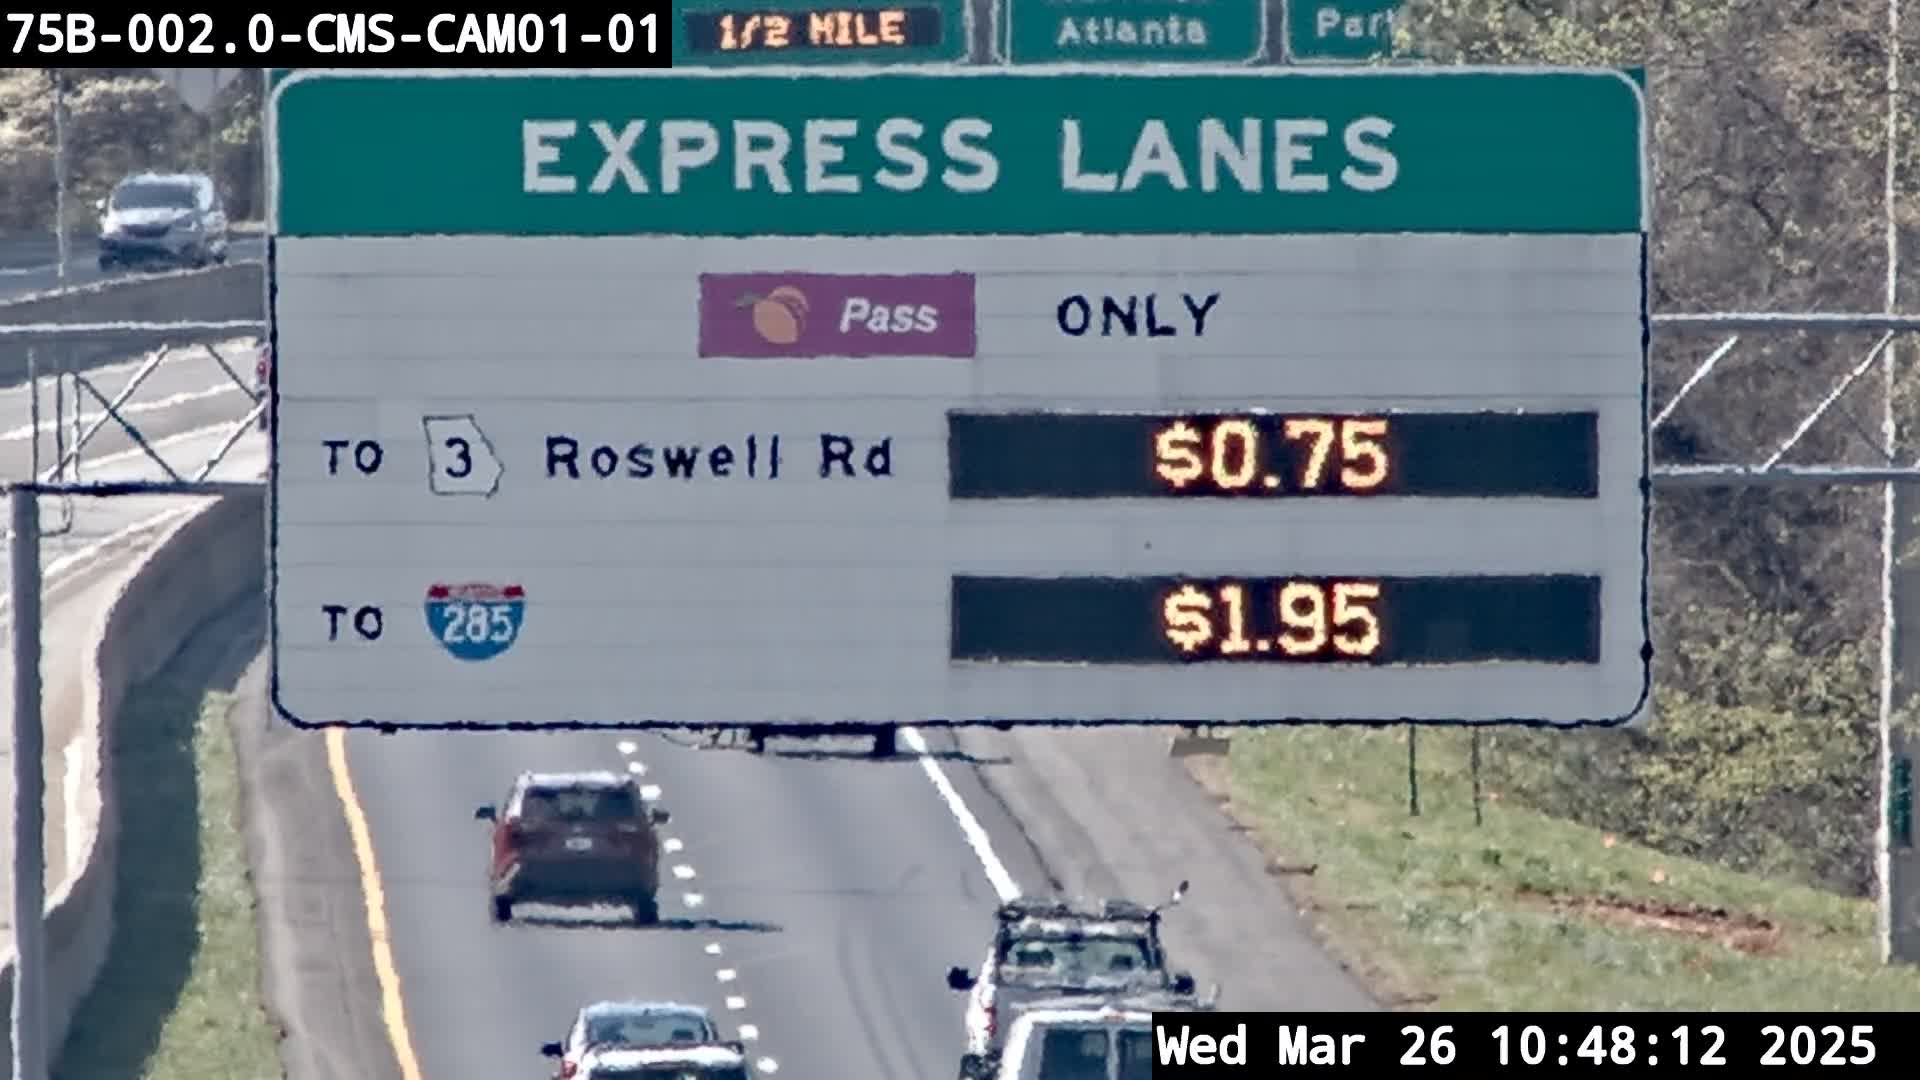 75B-002.0-CMS-CAM01-01
1/2 MILE
Atlanta
EXPRESS LANES
Pass ONLY
TO 3 Roswell Rd $0.75
TO 285 $1.95
Wed Mar 26 10:48:12 2025